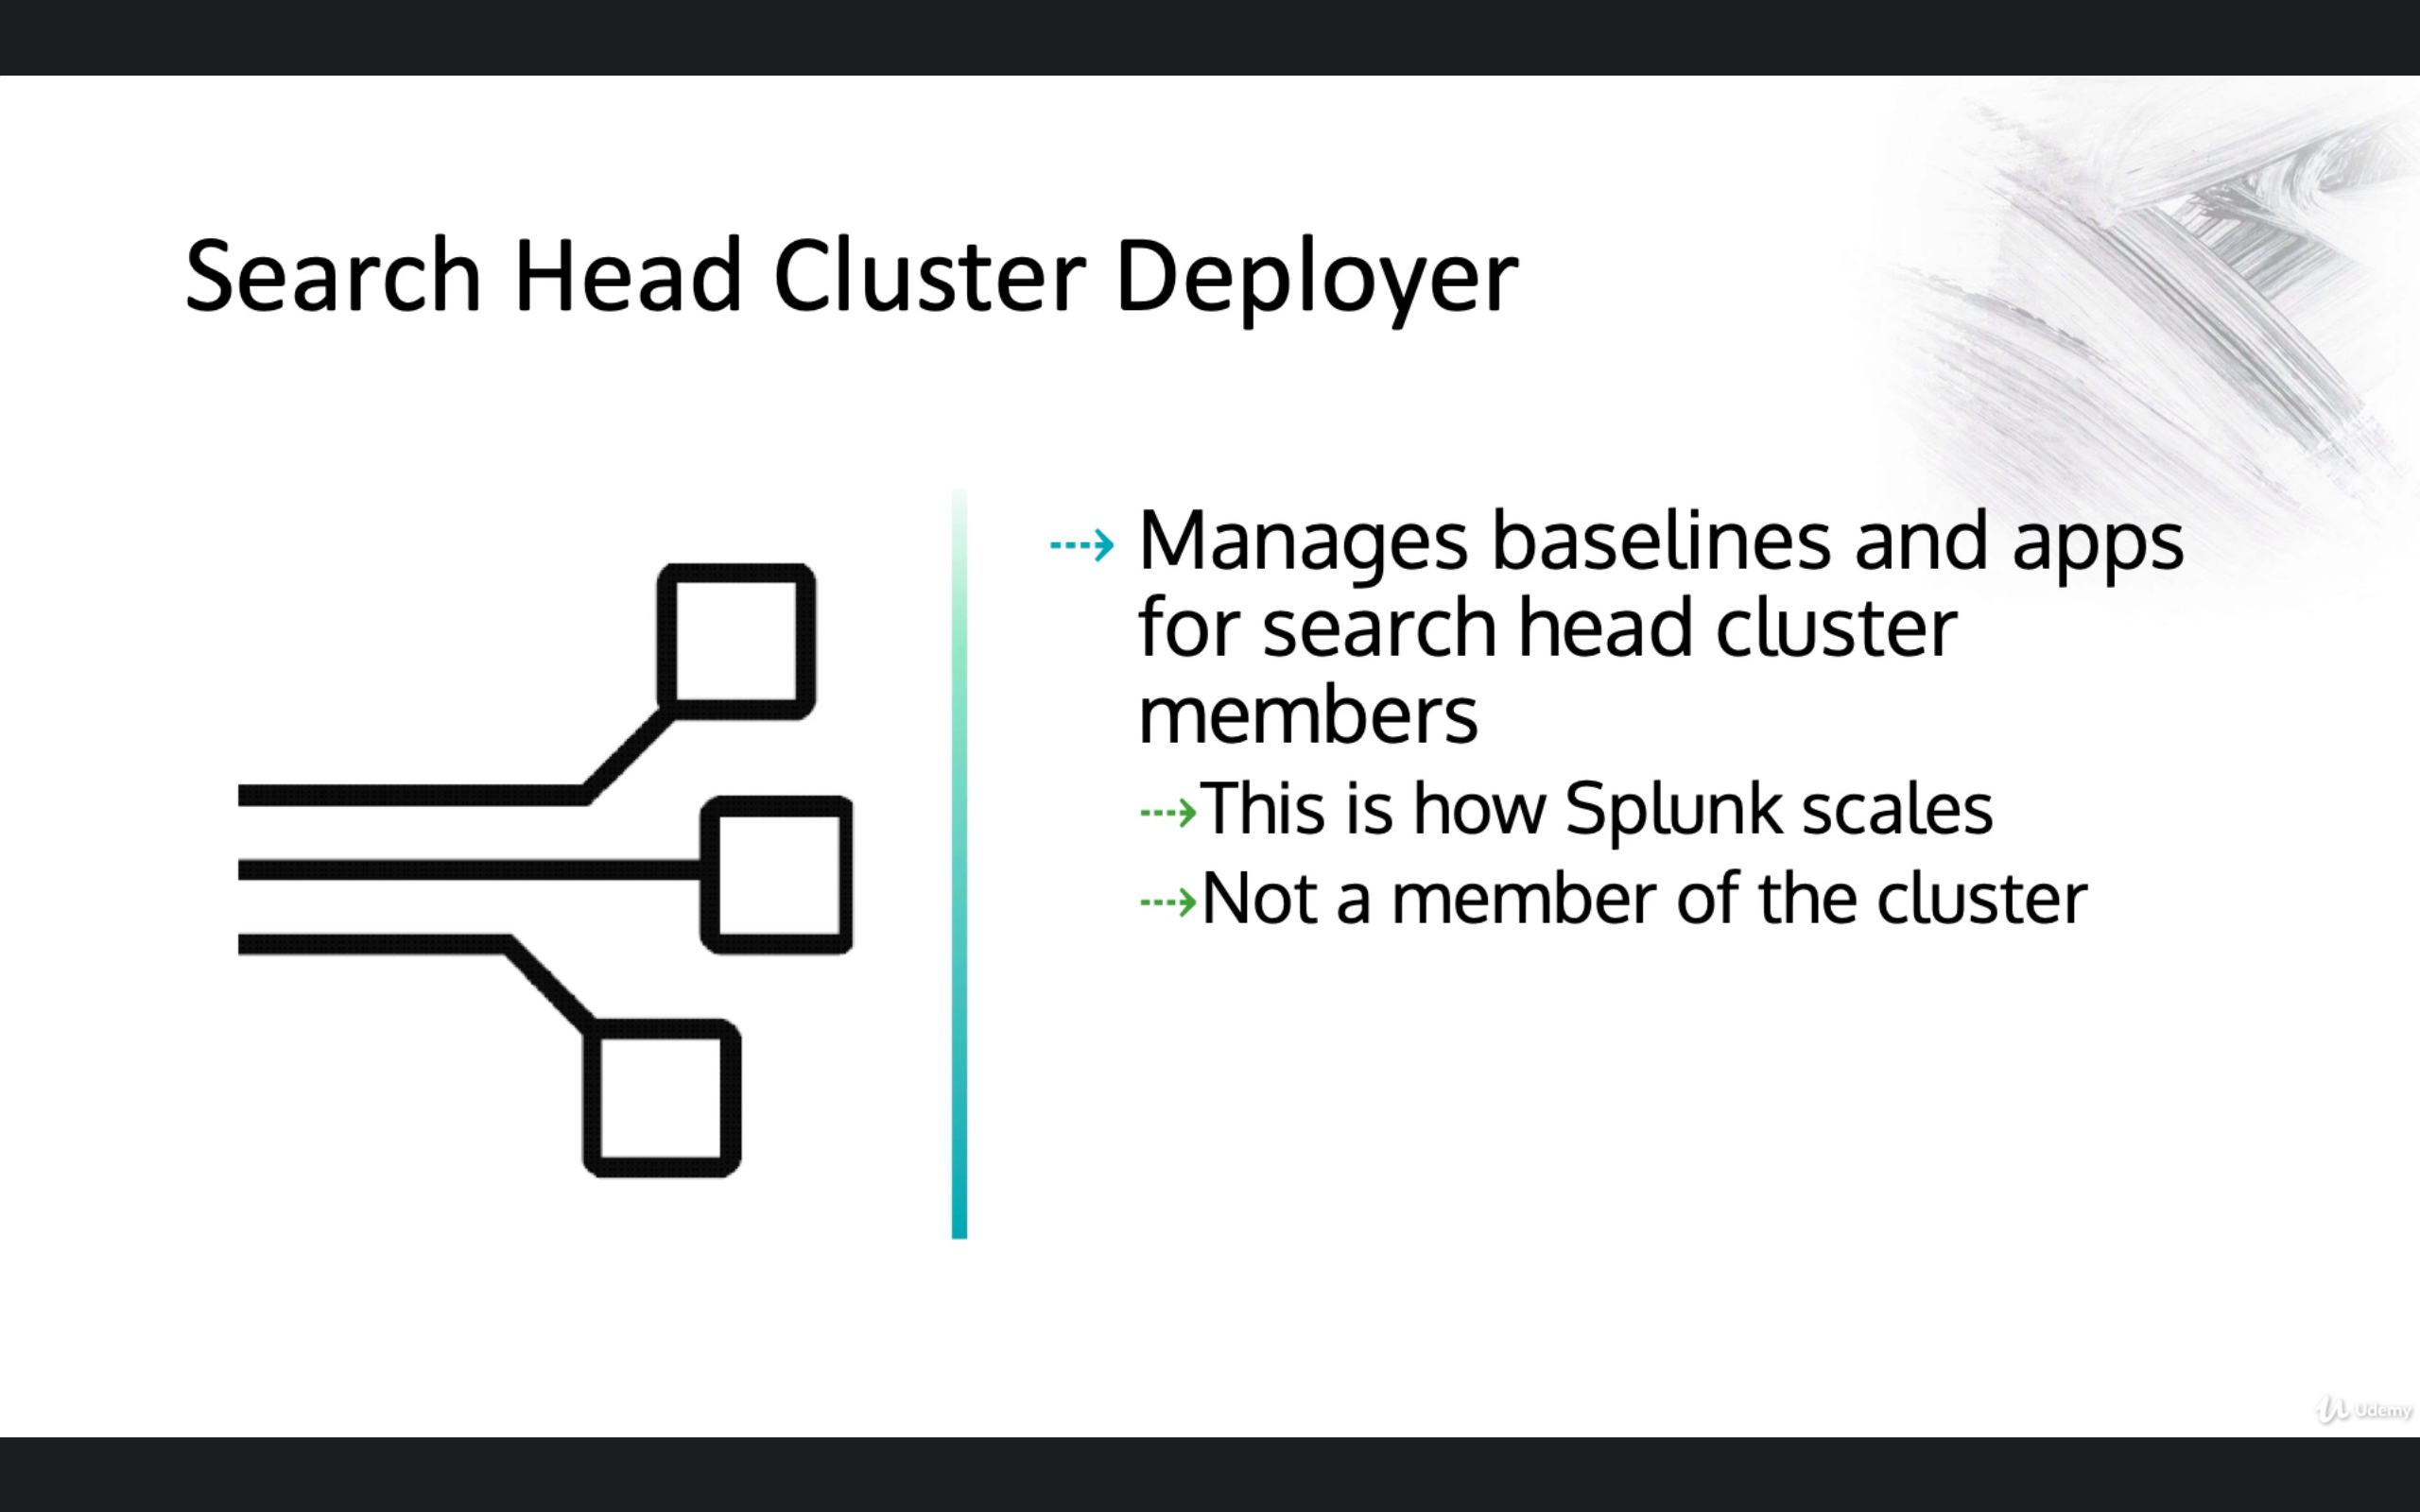 Search Head Cluster Deployer
Manages baselines and apps
for search head cluster
members
This is how Splunk scales
Not a member of the cluster
Udemy